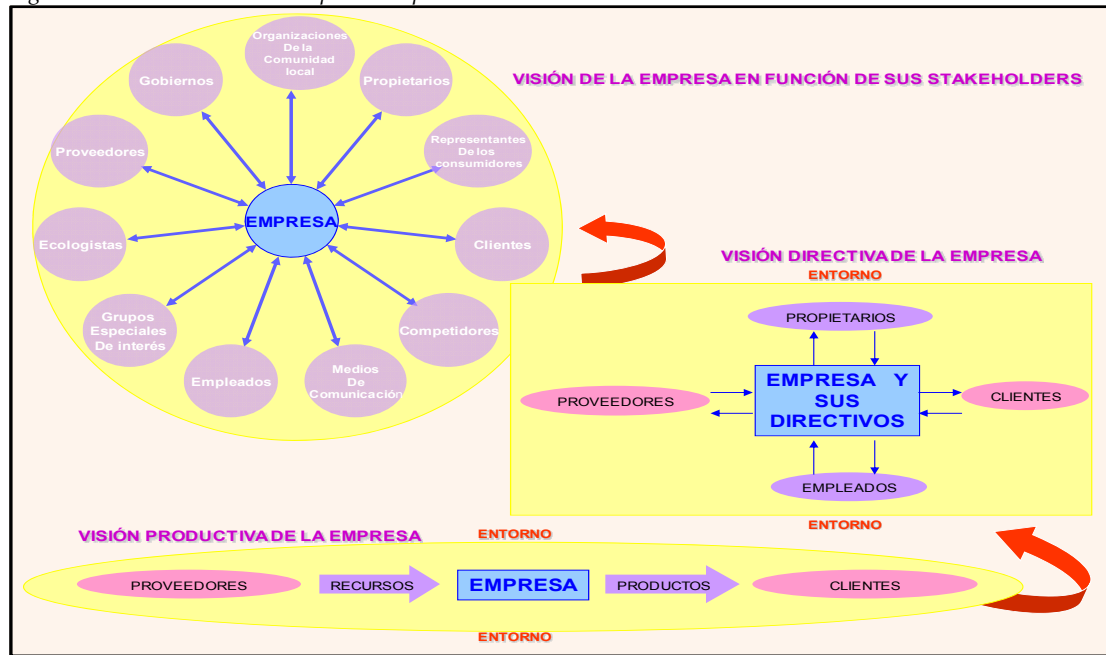 Organizaciones
De la
Comunidad
local
Gobiernos
Propietarios
VISIÓN DE LA EMPRESA EN FUNCIÓN DE SUS STAKEHOLDERS
Proveedores
Representantes
De los
consumidores
EMPRESA
Ecologistas
Clientes
VISIÓN DIRECTIVA DE LA EMPRESA
ENTORNO
Grupos
Especiales
De interés
Competidores
Empleados
Medios
De
Comunicación
PROPIETARIOS
PROVEEDORES
EMPRESA Y
SUS
DIRECTIVOS
CLIENTES
EMPLEADOS
ENTORNO
VISIÓN PRODUCTIVA DE LA EMPRESA
ENTORNO
PROVEEDORES
RECURSOS
EMPRESA
PRODUCTOS
CLIENTES
ENTORNO